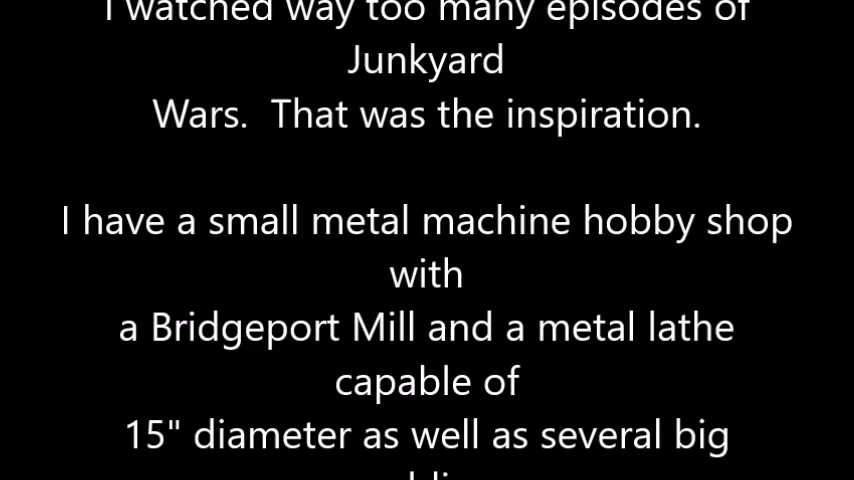 I watched way too many episodes of
Junkyard
Wars.  That was the inspiration.
I have a small metal machine hobby shop
with
a Bridgeport Mill and a metal lathe
capable of
15" diameter as well as several big